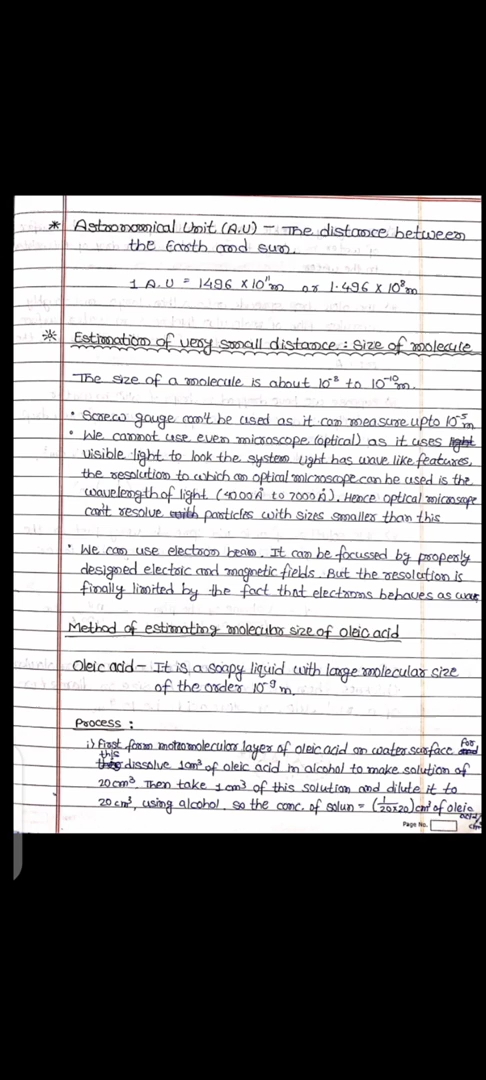 * Astronomical Unit (A.U) – The distance between
the Earth and sun.
1 A.U = 1496 × 10¹¹m or 1.496 × 10⁸m
* Estimation of very small distance : Size of molecule
The size of a molecule is about 10⁻⁸ to 10⁻¹⁰m.
• Screw gauge can't be used as it can measure upto 10⁻⁵m
• We cannot use even microscope (optical) as it uses light
visible light to look the system light has wave like features,
the resolution to which an optical microscope can be used is the
wavelength of light (4000Å to 7000Å). Hence optical microscope
can't resolve with particles with sizes smaller than this
• We can use electron beam. It can be focussed by properly
designed electric and magnetic fields. But the resolution is
finally limited by the fact that electrons behaves as wave
Method of estimating molecular size of oleic acid
Oleic acid – It is a soapy liquid with large molecular size
of the order 10⁻⁹m.
Process :
i) First form monomolecular layer of oleic acid on water surface for
this dissolve 1cm³ of oleic acid in alcohol to make solution of
20cm³. Then take 1cm³ of this solution and dilute it to
20cm³, using alcohol. so the conc. of solun = (1/20×20)cm³ of oleic
acid/cm³
Page No.